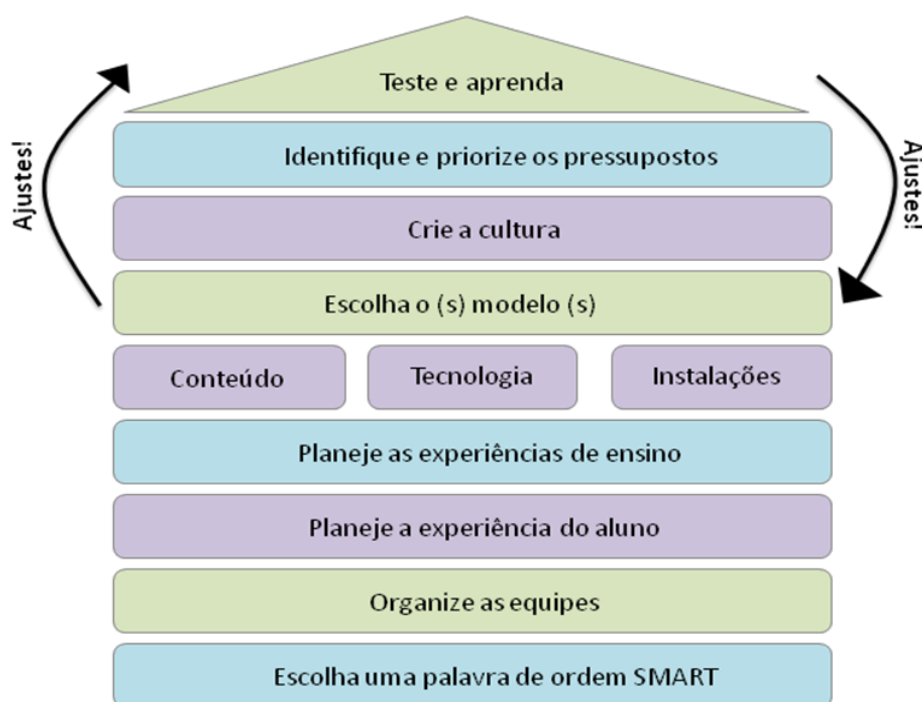 Teste e aprenda
Ajustes!
Ajustes!
Identifique e priorize os pressupostos
Crie a cultura
Escolha o (s) modelo (s)
Conteúdo
Tecnologia
Instalações
Planeje as experiências de ensino
Planeje a experiência do aluno
Organize as equipes
Escolha uma palavra de ordem SMART